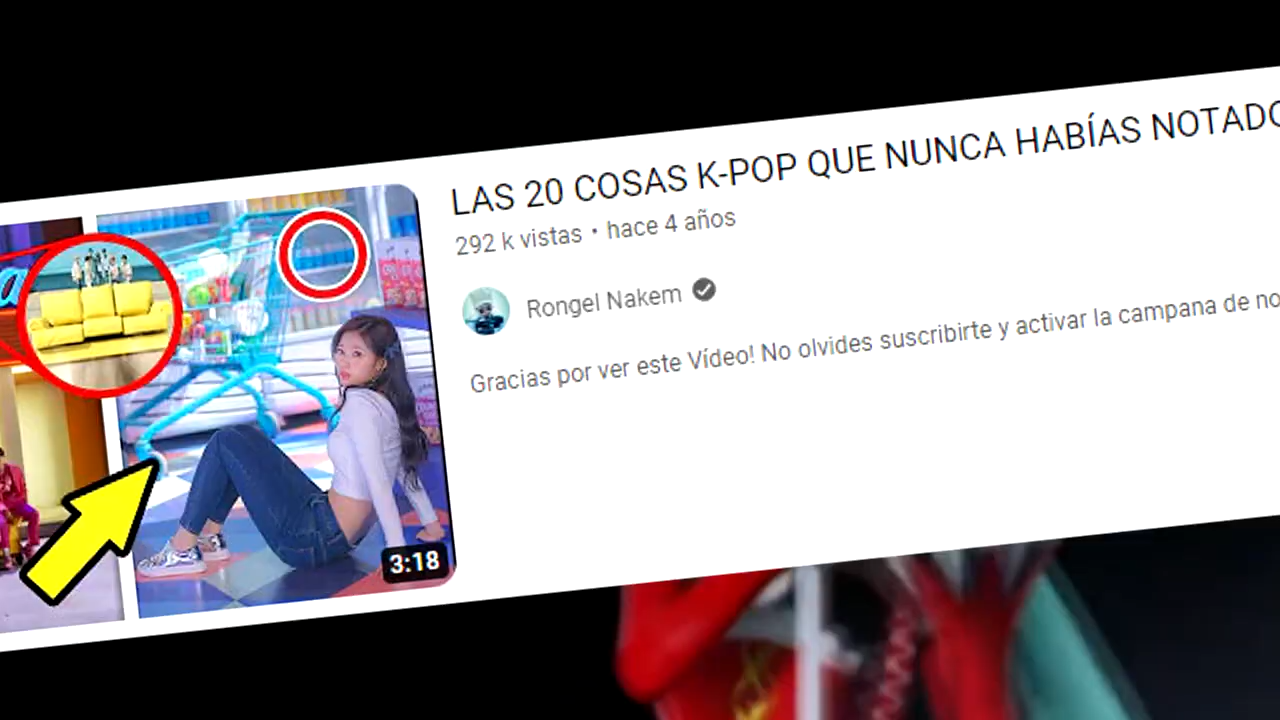 LAS 20 COSAS K-POP QUE NUNCA HABÍAS NOTADO
292 k vistas • hace 4 años
Rongel Nakem
Gracias por ver este Vídeo! No olvides suscribirte y activar la campana de no
3:18